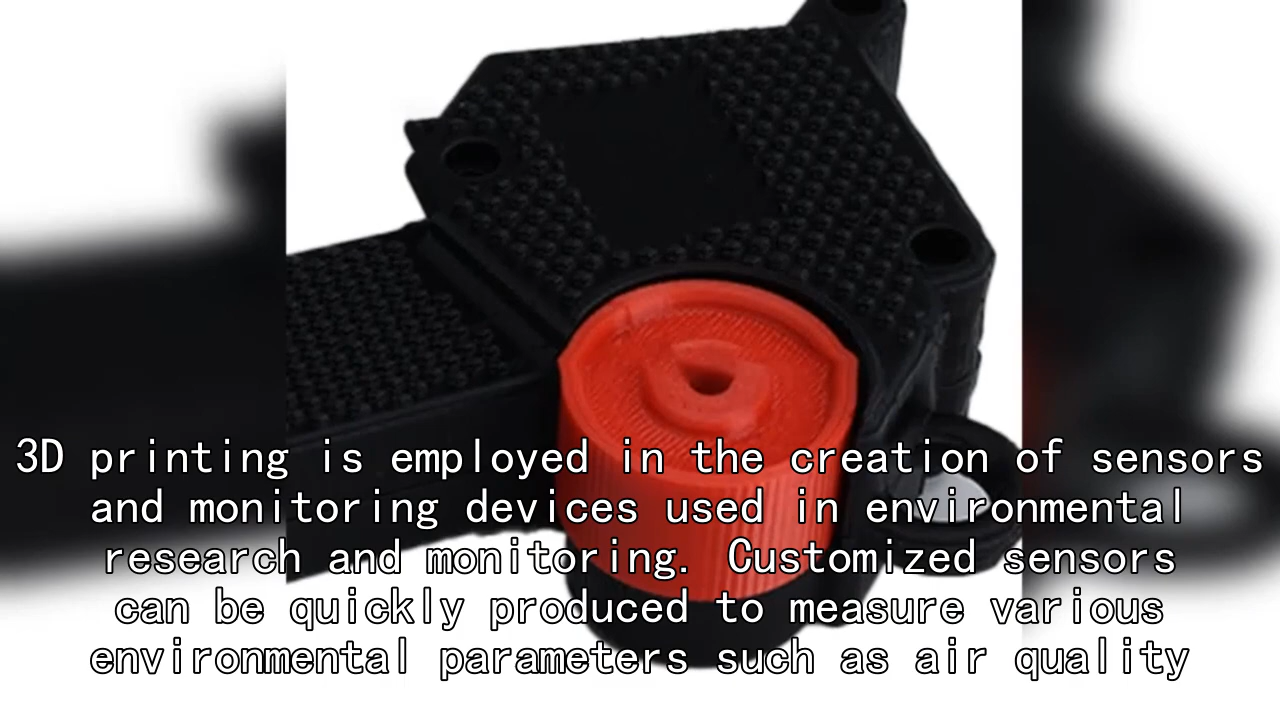 3D printing is employed in the creation of sensors
and monitoring devices used in environmental
research and monitoring. Customized sensors
can be quickly produced to measure various
environmental parameters such as air quality